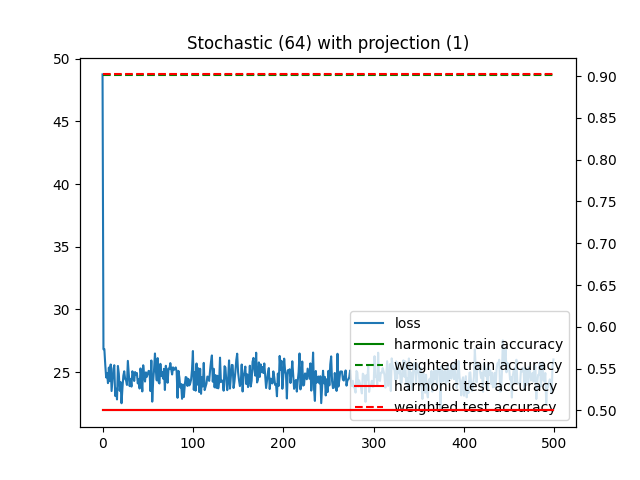 Stochastic (64) with projection (1)
50
45
40
35
30
25
0.90
0.85
0.80
0.75
0.70
0.65
0.60
0.55
0.50
loss
harmonic train accuracy
weighted train accuracy
harmonic test accuracy
weighted test accuracy
0 100 200 300 400 500